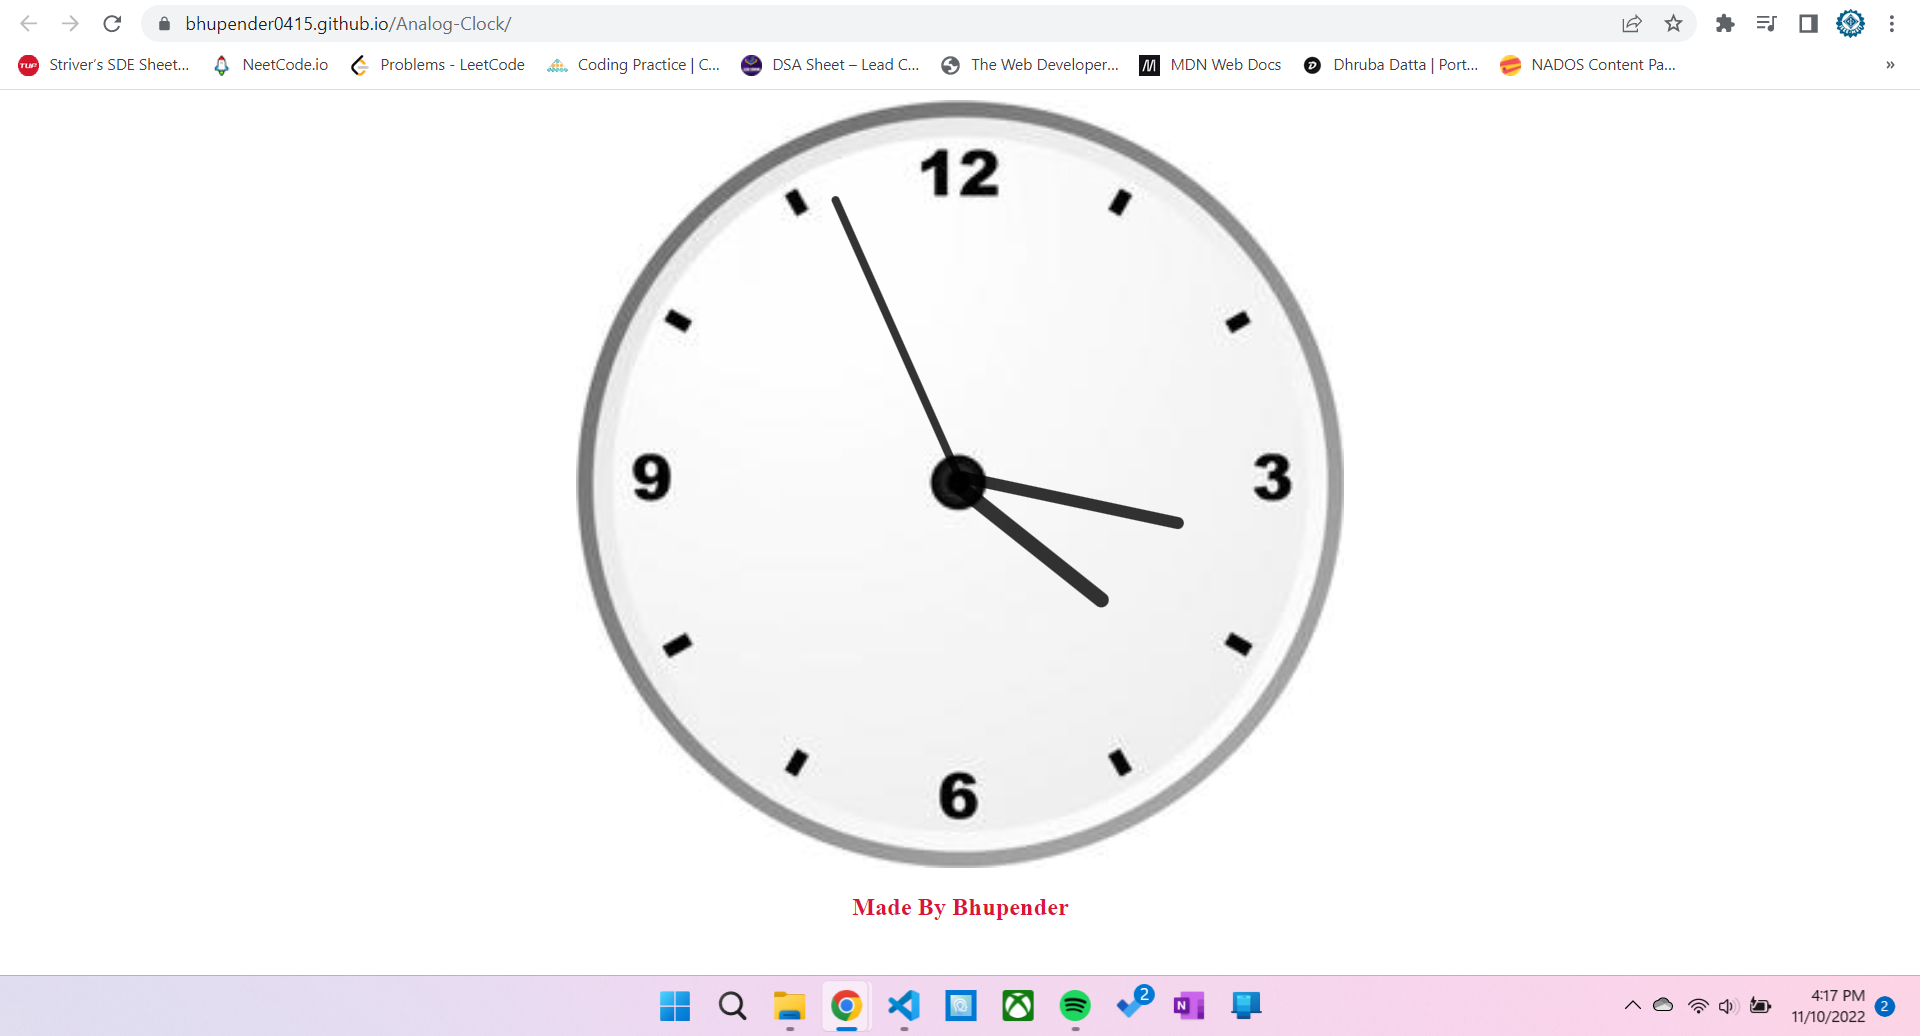 bhupender0415.github.io/Analog-Clock/
TUF Striver's SDE Sheet... NeetCode.io Problems - LeetCode Coding Practice | C... DSA Sheet – Lead C... The Web Developer... M MDN Web Docs Dhruba Datta | Port... NADOS Content Pa... »
12
9 3
6
Made By Bhupender
2
N
4:17 PM
11/10/2022 2